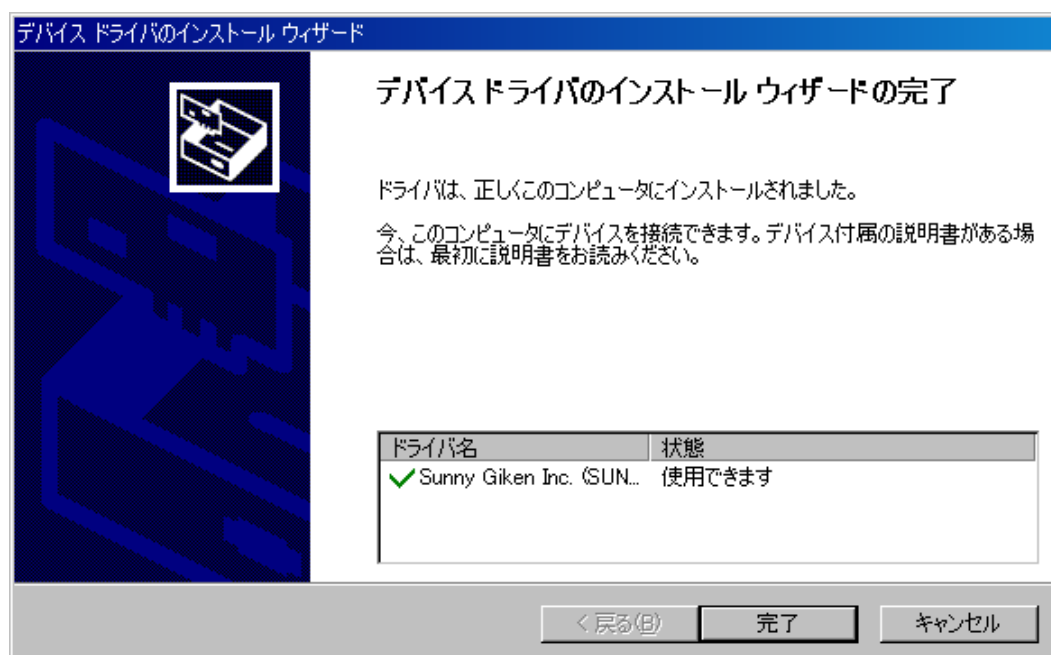 デバイス ドライバのインストール ウィザード
デバイス ドライバのインストール ウィザードの完了
ドライバは、正しくこのコンピュータにインストールされました。
今、このコンピュータにデバイスを接続できます。デバイス付属の説明書がある場
合は、最初に説明書をお読みください。
ドライバ名 状態
Sunny Giken Inc. (SUN... 使用できます
< 戻る(B) 完了 キャンセル